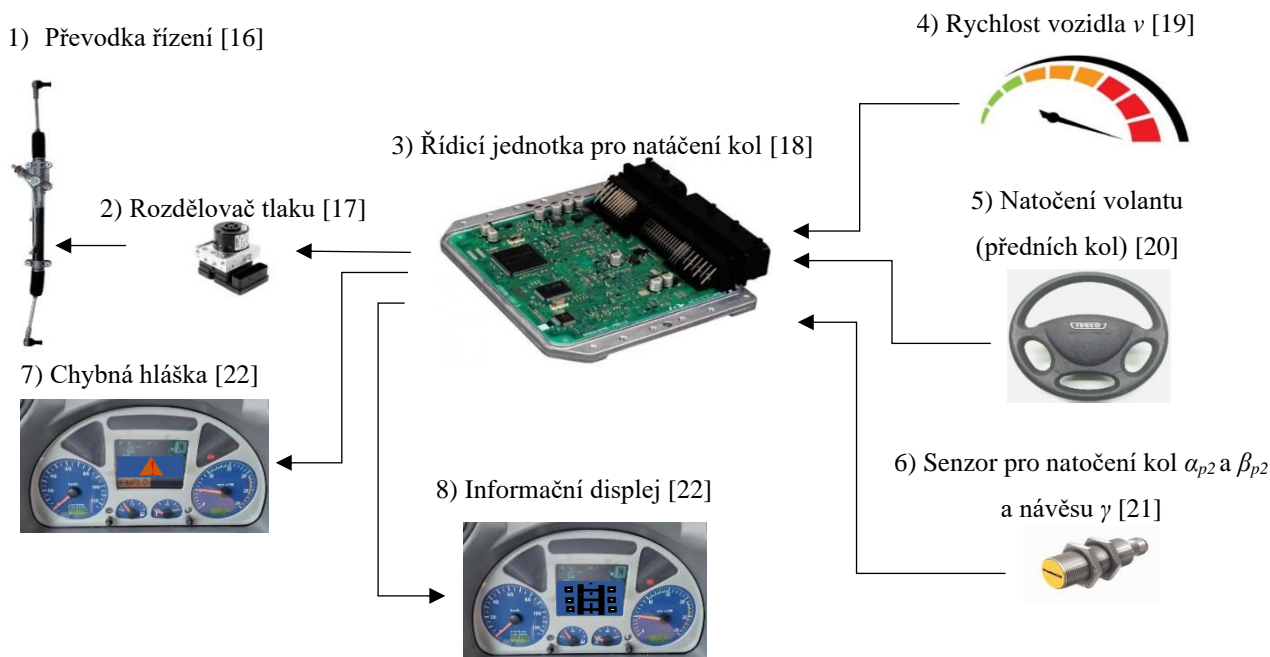 1) Převodka řízení [16]
4) Rychlost vozidla v [19]
3) Řídicí jednotka pro natáčení kol [18]
2) Rozdělovač tlaku [17]
5) Natočení volantu
(předních kol) [20]
IVECO
7) Chybná hláška [22]
6) Senzor pro natočení kol αp2 a βp2
a návěsu γ [21]
8) Informační displej [22]